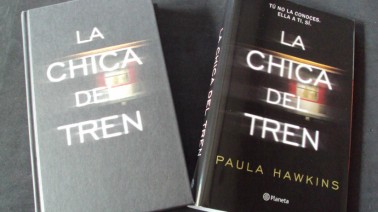 LA
CHICA
DEL
TREN
LA CHICA DEL TREN
TÚ NO LA CONOCES.
ELLA A TI, SÍ.
LA
CHICA
DEL
TREN
PAULA HAWKINS
Planeta